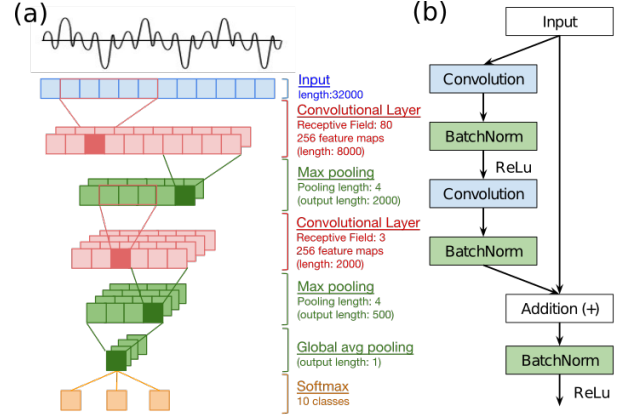 (a)
Input
length:32000
Convolutional Layer
Receptive Field: 80
256 feature maps
(length: 8000)
Max pooling
Pooling length: 4
(output length: 2000)
Convolutional Layer
Receptive Field: 3
256 feature maps
(length: 2000)
Max pooling
Pooling length: 4
(output length: 500)
Global avg pooling
(output length: 1)
Softmax
10 classes
(b)
Input
Convolution
BatchNorm
ReLu
Convolution
BatchNorm
Addition (+)
BatchNorm
ReLu